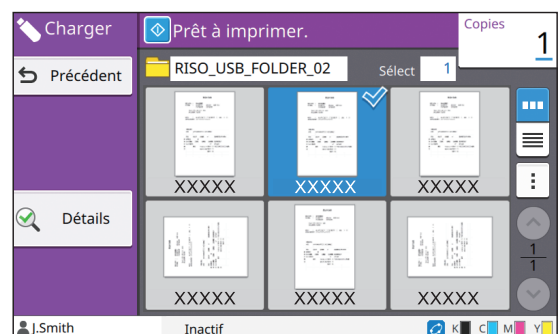 Charger
Prêt à imprimer.
Copies
1
Précédent
RISO_USB_FOLDER_02
Sélect
1
XXXXX
XXXXX
XXXXX
Détails
XXXXX
XXXXX
XXXXX
1
1
J.Smith
Inactif
K
C
M
Y